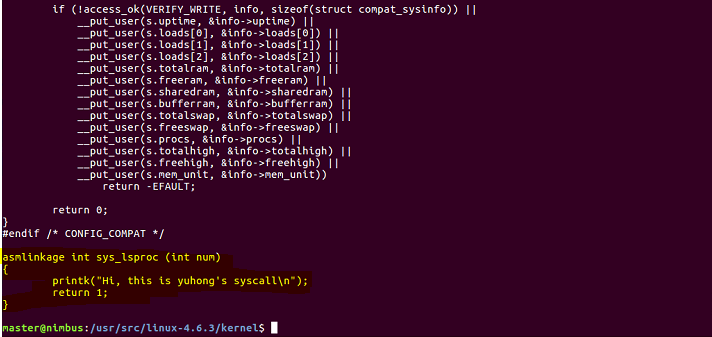 if (!access_ok(VERIFY_WRITE, info, sizeof(struct compat_sysinfo)) ||
__put_user(s.uptime, &info->uptime) ||
__put_user(s.loads[0], &info->loads[0]) ||
__put_user(s.loads[1], &info->loads[1]) ||
__put_user(s.loads[2], &info->loads[2]) ||
__put_user(s.totalram, &info->totalram) ||
__put_user(s.freeram, &info->freeram) ||
__put_user(s.sharedram, &info->sharedram) ||
__put_user(s.bufferram, &info->bufferram) ||
__put_user(s.totalswap, &info->totalswap) ||
__put_user(s.freeswap, &info->freeswap) ||
__put_user(s.procs, &info->procs) ||
__put_user(s.totalhigh, &info->totalhigh) ||
__put_user(s.freehigh, &info->freehigh) ||
__put_user(s.mem_unit, &info->mem_unit))
return -EFAULT;
return 0;
}
#endif /* CONFIG_COMPAT */
asmlinkage int sys_lsproc (int num)
{
printk("Hi, this is yuhong's syscall\n");
return 1;
}
master@nimbus:/usr/src/linux-4.6.3/kernel$